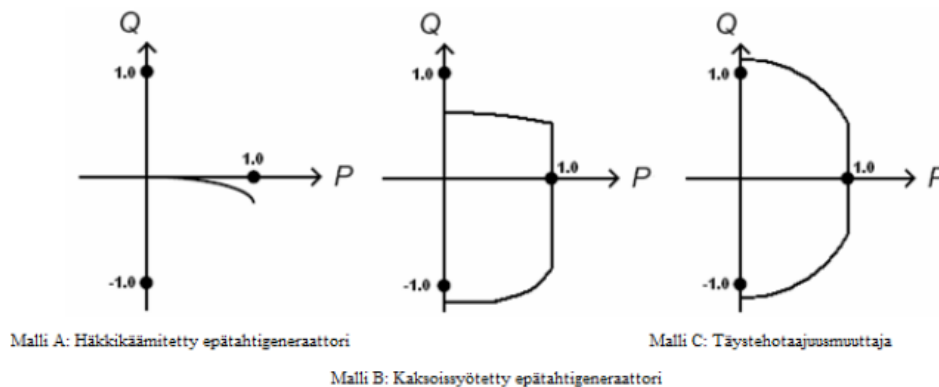 Q
1.0
1.0
P
-1.0
Q
1.0
1.0
P
-1.0
Q
1.0
1.0
P
-1.0
Malli A: Häkkikäämitetty epätahtigeneraattori
Malli C: Täystehotaajuusmuuttaja
Malli B: Kaksoissyötetty epätahtigeneraattori